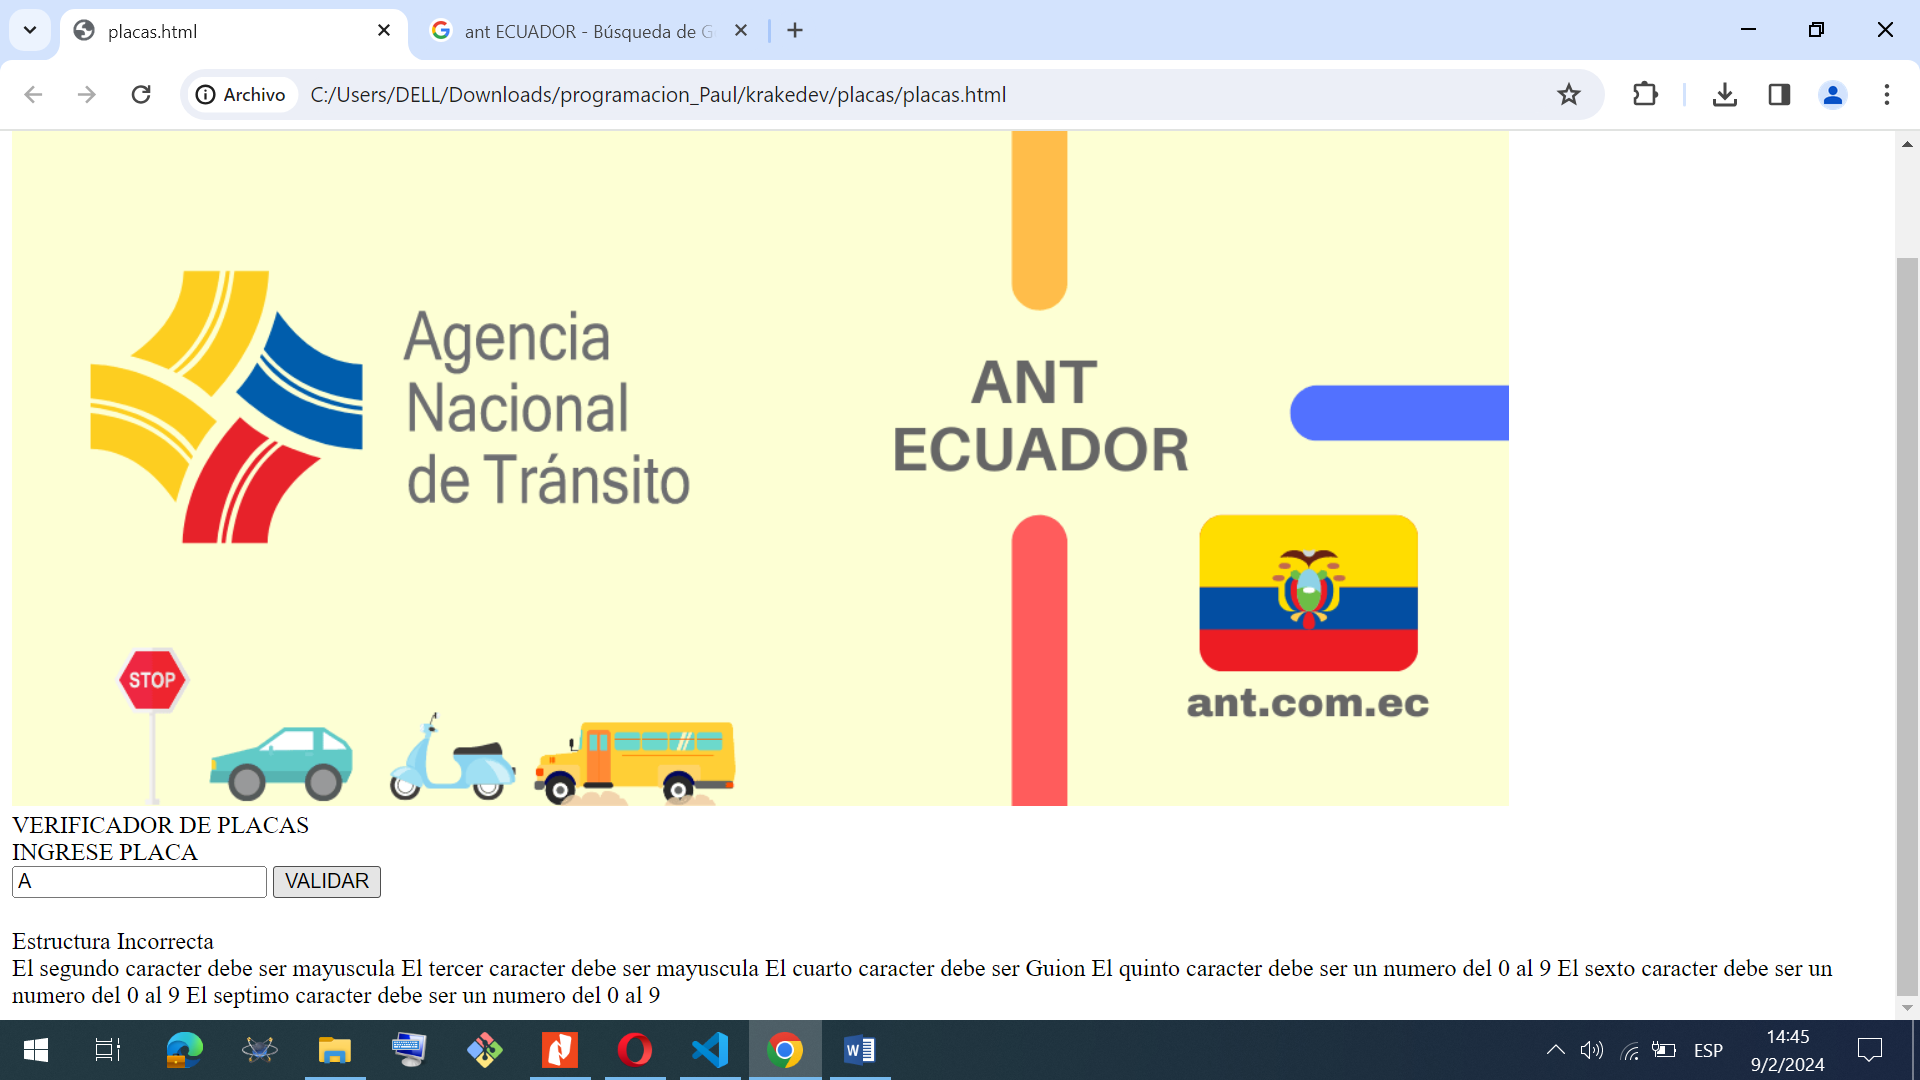 placas.html
ant ECUADOR - Búsqueda de G
Archivo
C:/Users/DELL/Downloads/programacion_Paul/krakedev/placas/placas.html
Agencia
Nacional
de Tránsito
ANT
ECUADOR
STOP
ant.com.ec
VERIFICADOR DE PLACAS
INGRESE PLACA
A
VALIDAR
Estructura Incorrecta
El segundo caracter debe ser mayuscula El tercer caracter debe ser mayuscula El cuarto caracter debe ser Guion El quinto caracter debe ser un numero del 0 al 9 El sexto caracter debe ser un
numero del 0 al 9 El septimo caracter debe ser un numero del 0 al 9
ESP
14:45
9/2/2024